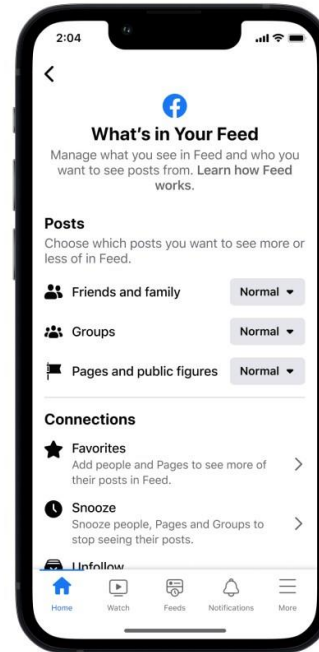 2:04
What's in Your Feed
Manage what you see in Feed and who you
want to see posts from. Learn how Feed
works.
Posts
Choose which posts you want to see more or
less of in Feed.
Friends and family Normal
Groups Normal
Pages and public figures Normal
Connections
Favorites
Add people and Pages to see more of
their posts in Feed.
Snooze
Snooze people, Pages and Groups to
stop seeing their posts.
Unfollow
Home Watch Feeds Notifications More